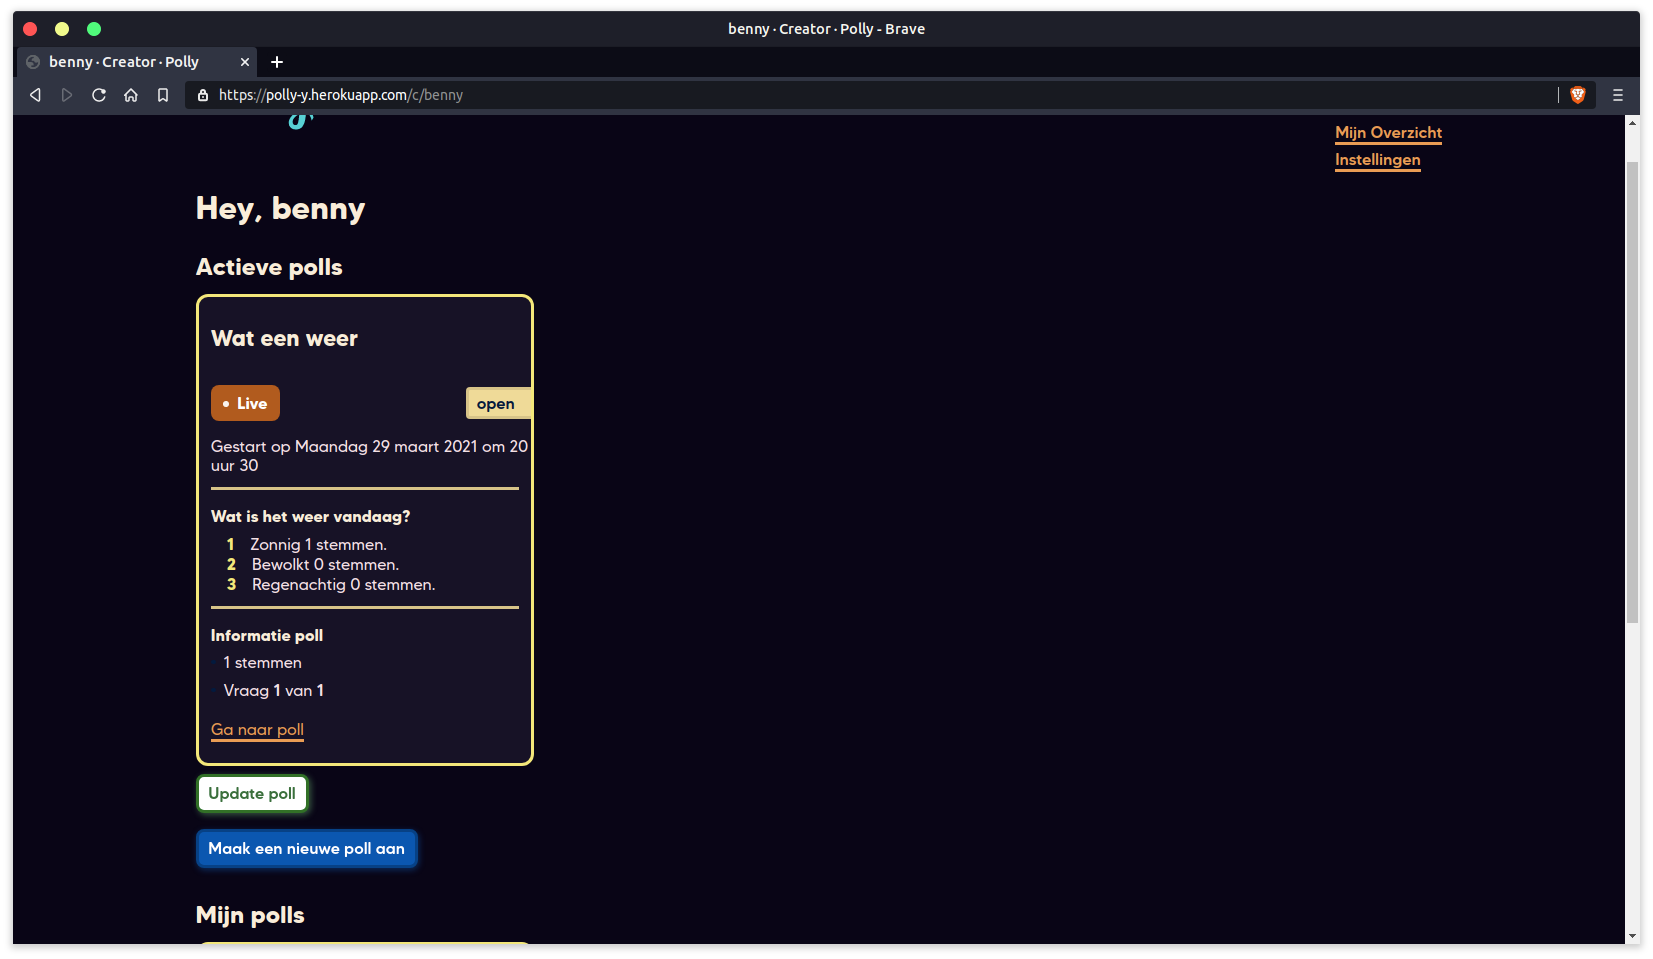 benny · Creator · Polly - Brave
benny · Creator · Polly
https://polly-y.herokuapp.com/c/benny
Mijn Overzicht
Instellingen
Hey, benny
Actieve polls
Wat een weer
• Live
open
Gestart op Maandag 29 maart 2021 om 20
uur 30
Wat is het weer vandaag?
1 Zonnig 1 stemmen.
2 Bewolkt 0 stemmen.
3 Regenachtig 0 stemmen.
Informatie poll
1 stemmen
Vraag 1 van 1
Ga naar poll
Update poll
Maak een nieuwe poll aan
Mijn polls